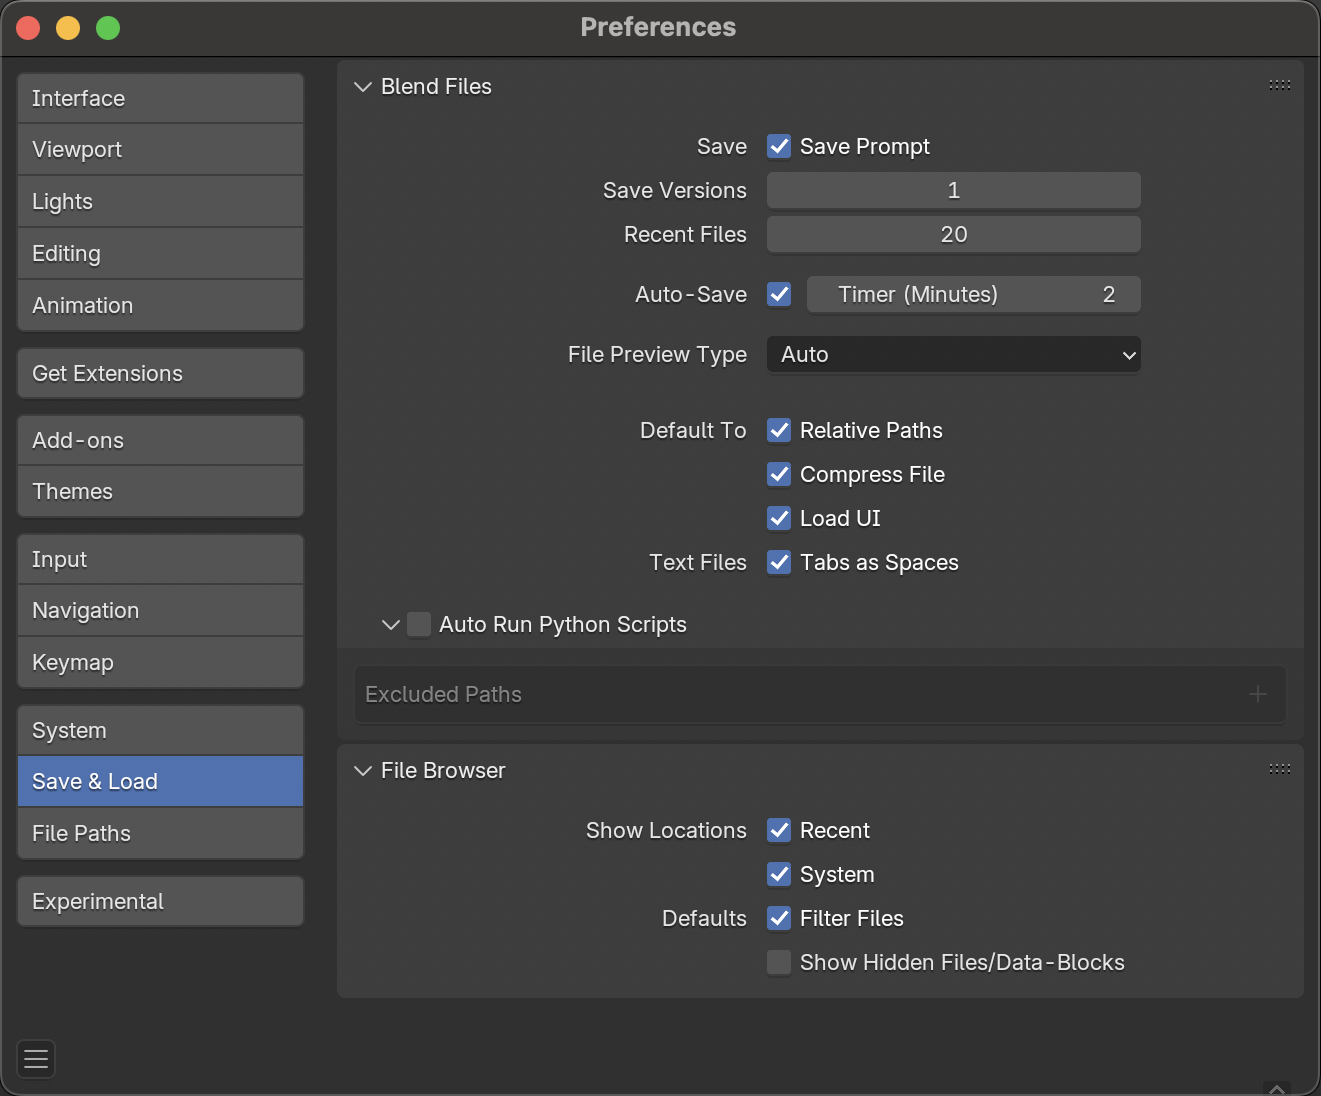 Preferences
Interface
Viewport
Lights
Editing
Animation
Get Extensions
Add-ons
Themes
Input
Navigation
Keymap
System
Save & Load
File Paths
Experimental
Blend Files
Save Save Prompt
Save Versions 1
Recent Files 20
Auto-Save Timer (Minutes) 2
File Preview Type Auto
Default To Relative Paths
Compress File
Load UI
Text Files Tabs as Spaces
Auto Run Python Scripts
Excluded Paths
File Browser
Show Locations Recent
System
Defaults Filter Files
Show Hidden Files/Data-Blocks